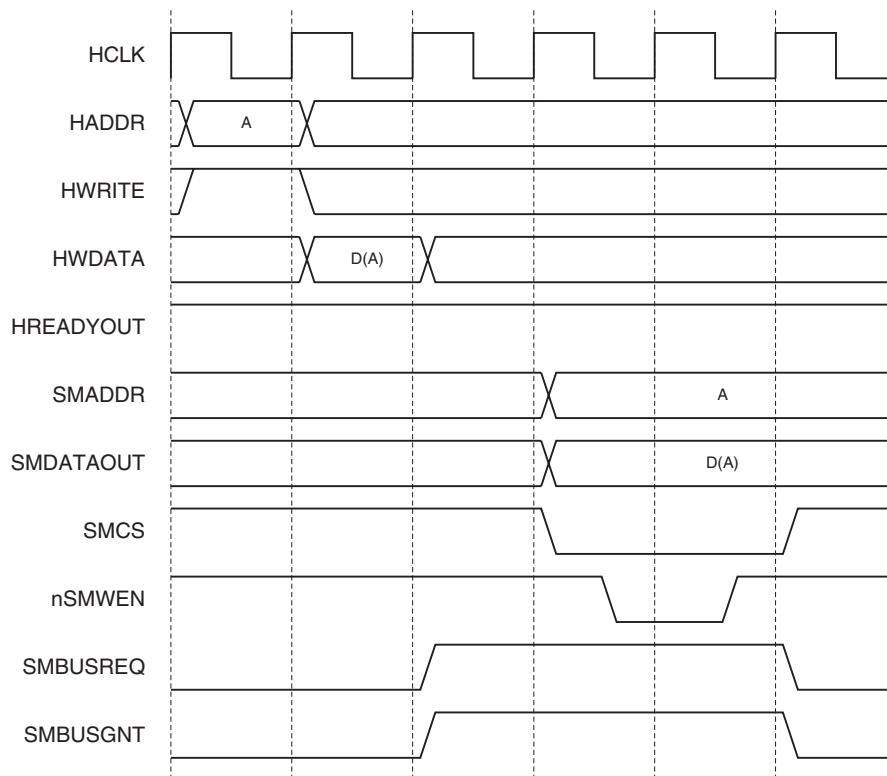 HCLK
HADDR A
HWRITE
HWDATA D(A)
HREADYOUT
SMADDR A
SMDATAOUT D(A)
SMCS
nSMWEN
SMBUSREQ
SMBUSGNT